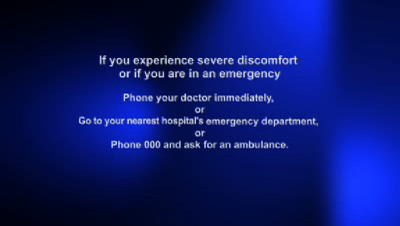 If you experience severe discomfort
or if you are in an emergency
Phone your doctor immediately,
or
Go to your nearest hospital's emergency department,
or
Phone 000 and ask for an ambulance.